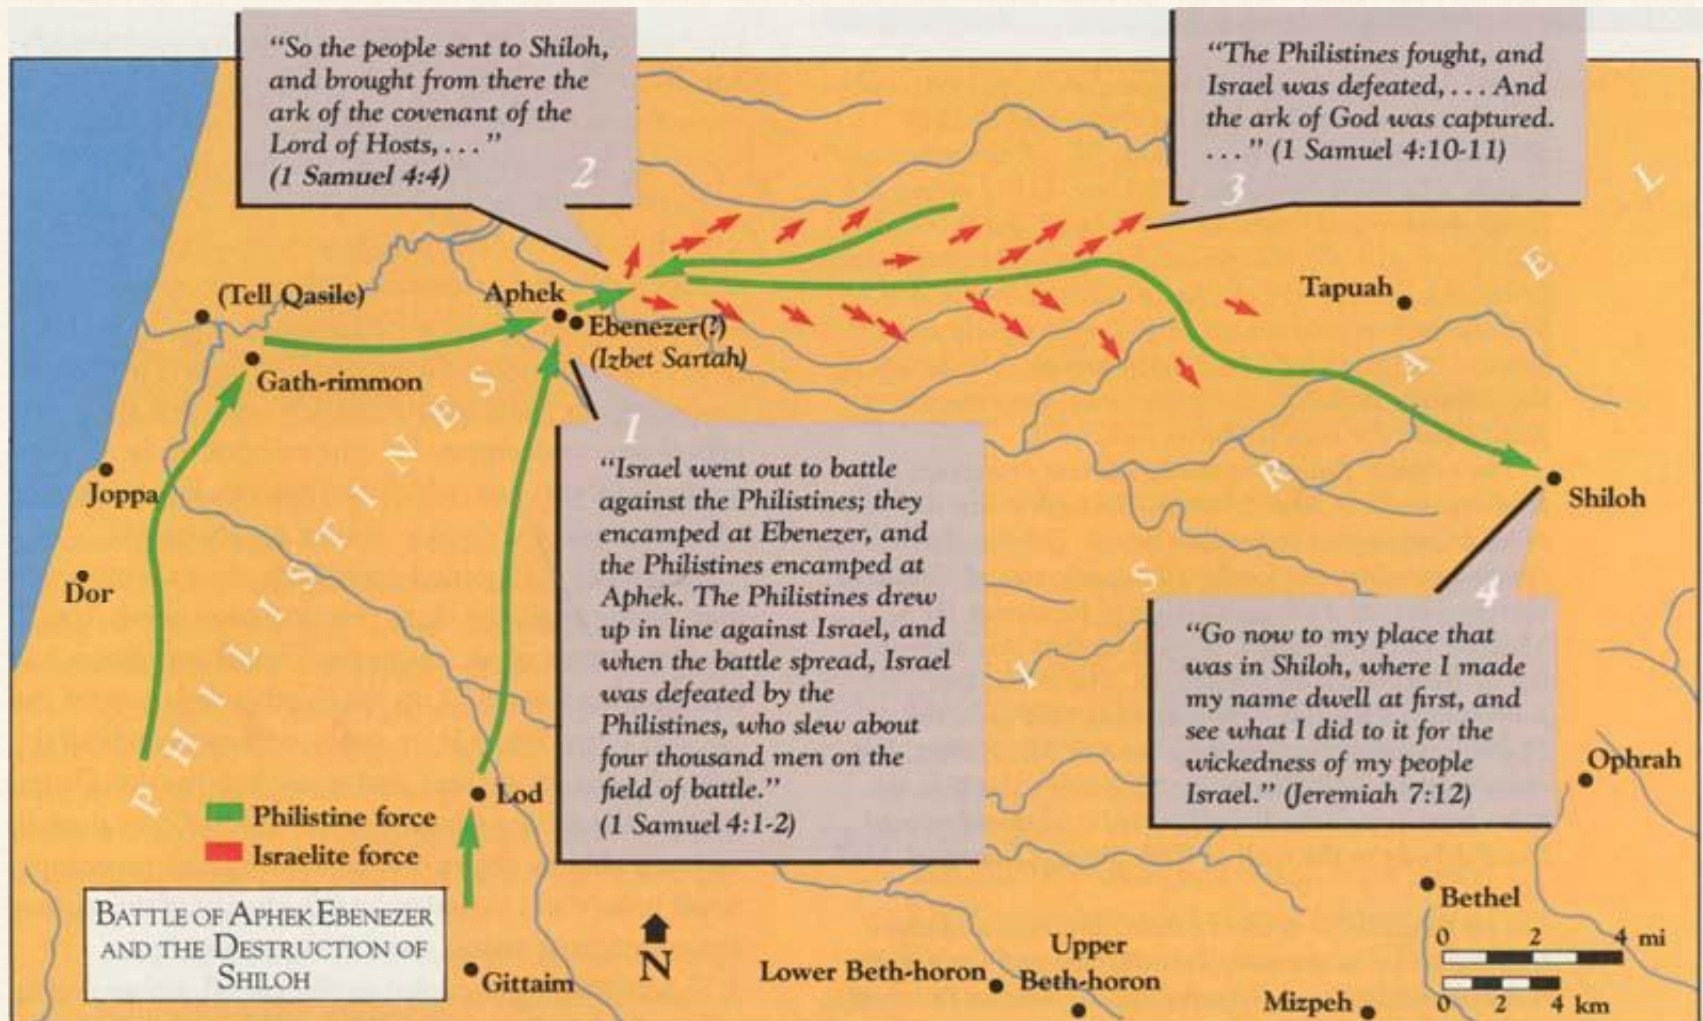 "So the people sent to Shiloh,
and brought from there the
ark of the covenant of the
Lord of Hosts, . . . "
(1 Samuel 4:4)
2
"The Philistines fought, and
Israel was defeated, . . . And
the ark of God was captured.
. . . " (1 Samuel 4:10-11)
3
(Tell Qasile)
Aphek
Ebenezer(?)
(Izbet Sartah)
Tapuah
Gath-rimmon
Joppa
Shiloh
Dor
PHILISTINES
ISRAEL
1
"Israel went out to battle
against the Philistines; they
encamped at Ebenezer, and
the Philistines encamped at
Aphek. The Philistines drew
up in line against Israel, and
when the battle spread, Israel
was defeated by the
Philistines, who slew about
four thousand men on the
field of battle."
(1 Samuel 4:1-2)
4
"Go now to my place that
was in Shiloh, where I made
my name dwell at first, and
see what I did to it for the
wickedness of my people
Israel." (Jeremiah 7:12)
Ophrah
Lod
Philistine force
Israelite force
BATTLE OF APHEK EBENEZER
AND THE DESTRUCTION OF
SHILOH
Gittaim
N
Lower Beth-horon
Upper
Beth-horon
Bethel
Mizpeh
0 2 4 mi
0 2 4 km